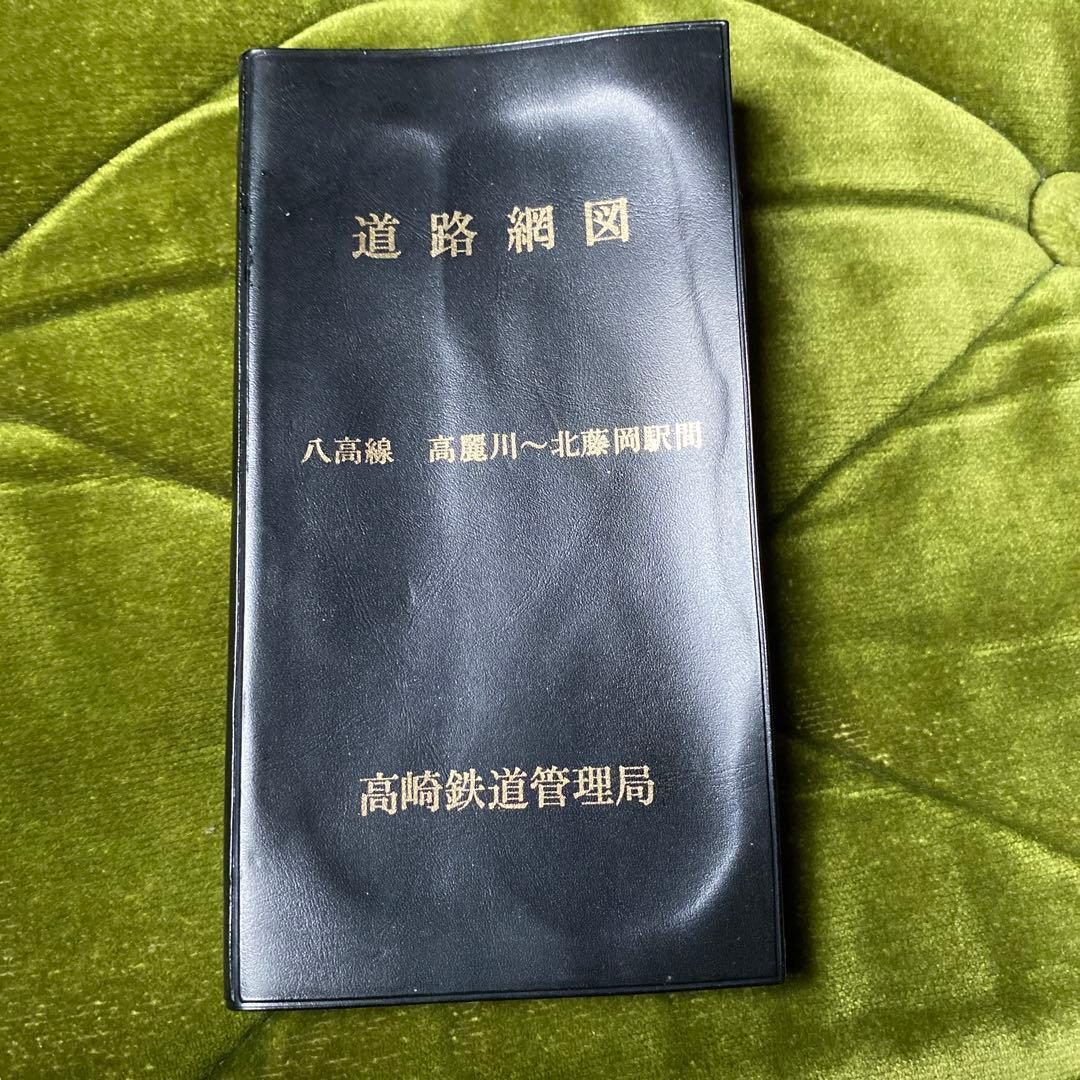 道路網図
八高線　高麗川～北藤岡駅間
高崎鉄道管理局